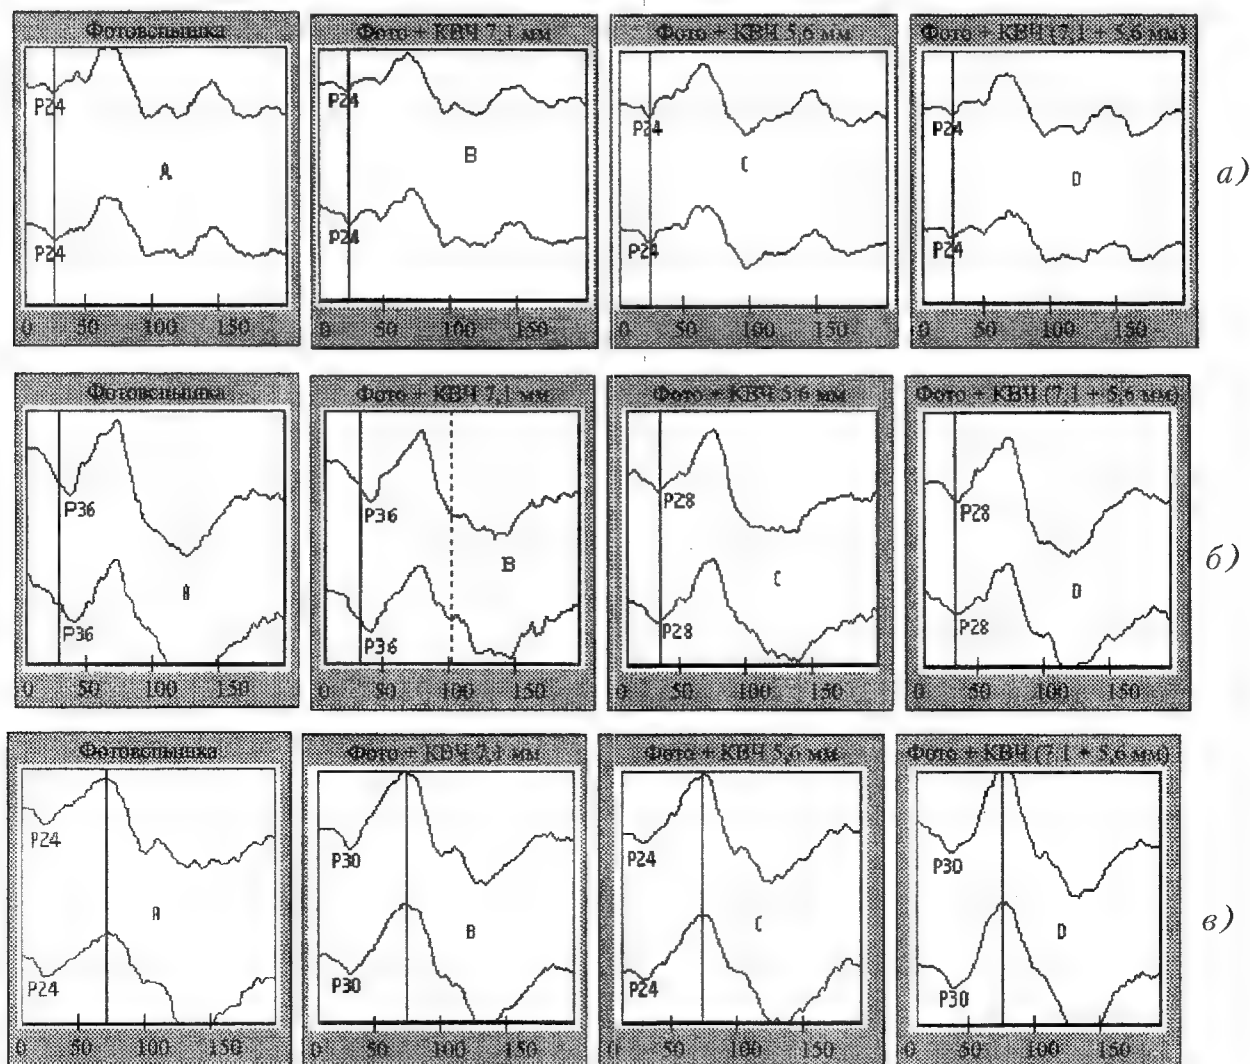 Фотовспышка Фото + КВЧ 7,1 мм Фото + КВЧ 5,6 мм Фото + КВЧ (7,1 + 5,6 мм)
P24 P24 P24 P24
A B C D а)
P24 P24 P24 P24
0 50 100 150 0 50 100 150 0 50 100 150 0 50 100 150
Фотовспышка Фото + КВЧ 7,1 мм Фото + КВЧ 5,6 мм Фото + КВЧ (7,1 + 5,6 мм)
P36 P36 P28 P28
A B C D б)
P36 P36 P28 P28
0 50 100 150 0 50 100 150 0 50 100 150 0 50 100 150
Фотовспышка Фото + КВЧ 7,1 мм Фото + КВЧ 5,6 мм Фото + КВЧ (7,1 + 5,6 мм)
P24 P30 P24 P30
A B C D в)
P24 P30 P24 P30
0 50 100 150 0 50 100 150 0 50 100 150 0 50 100 150